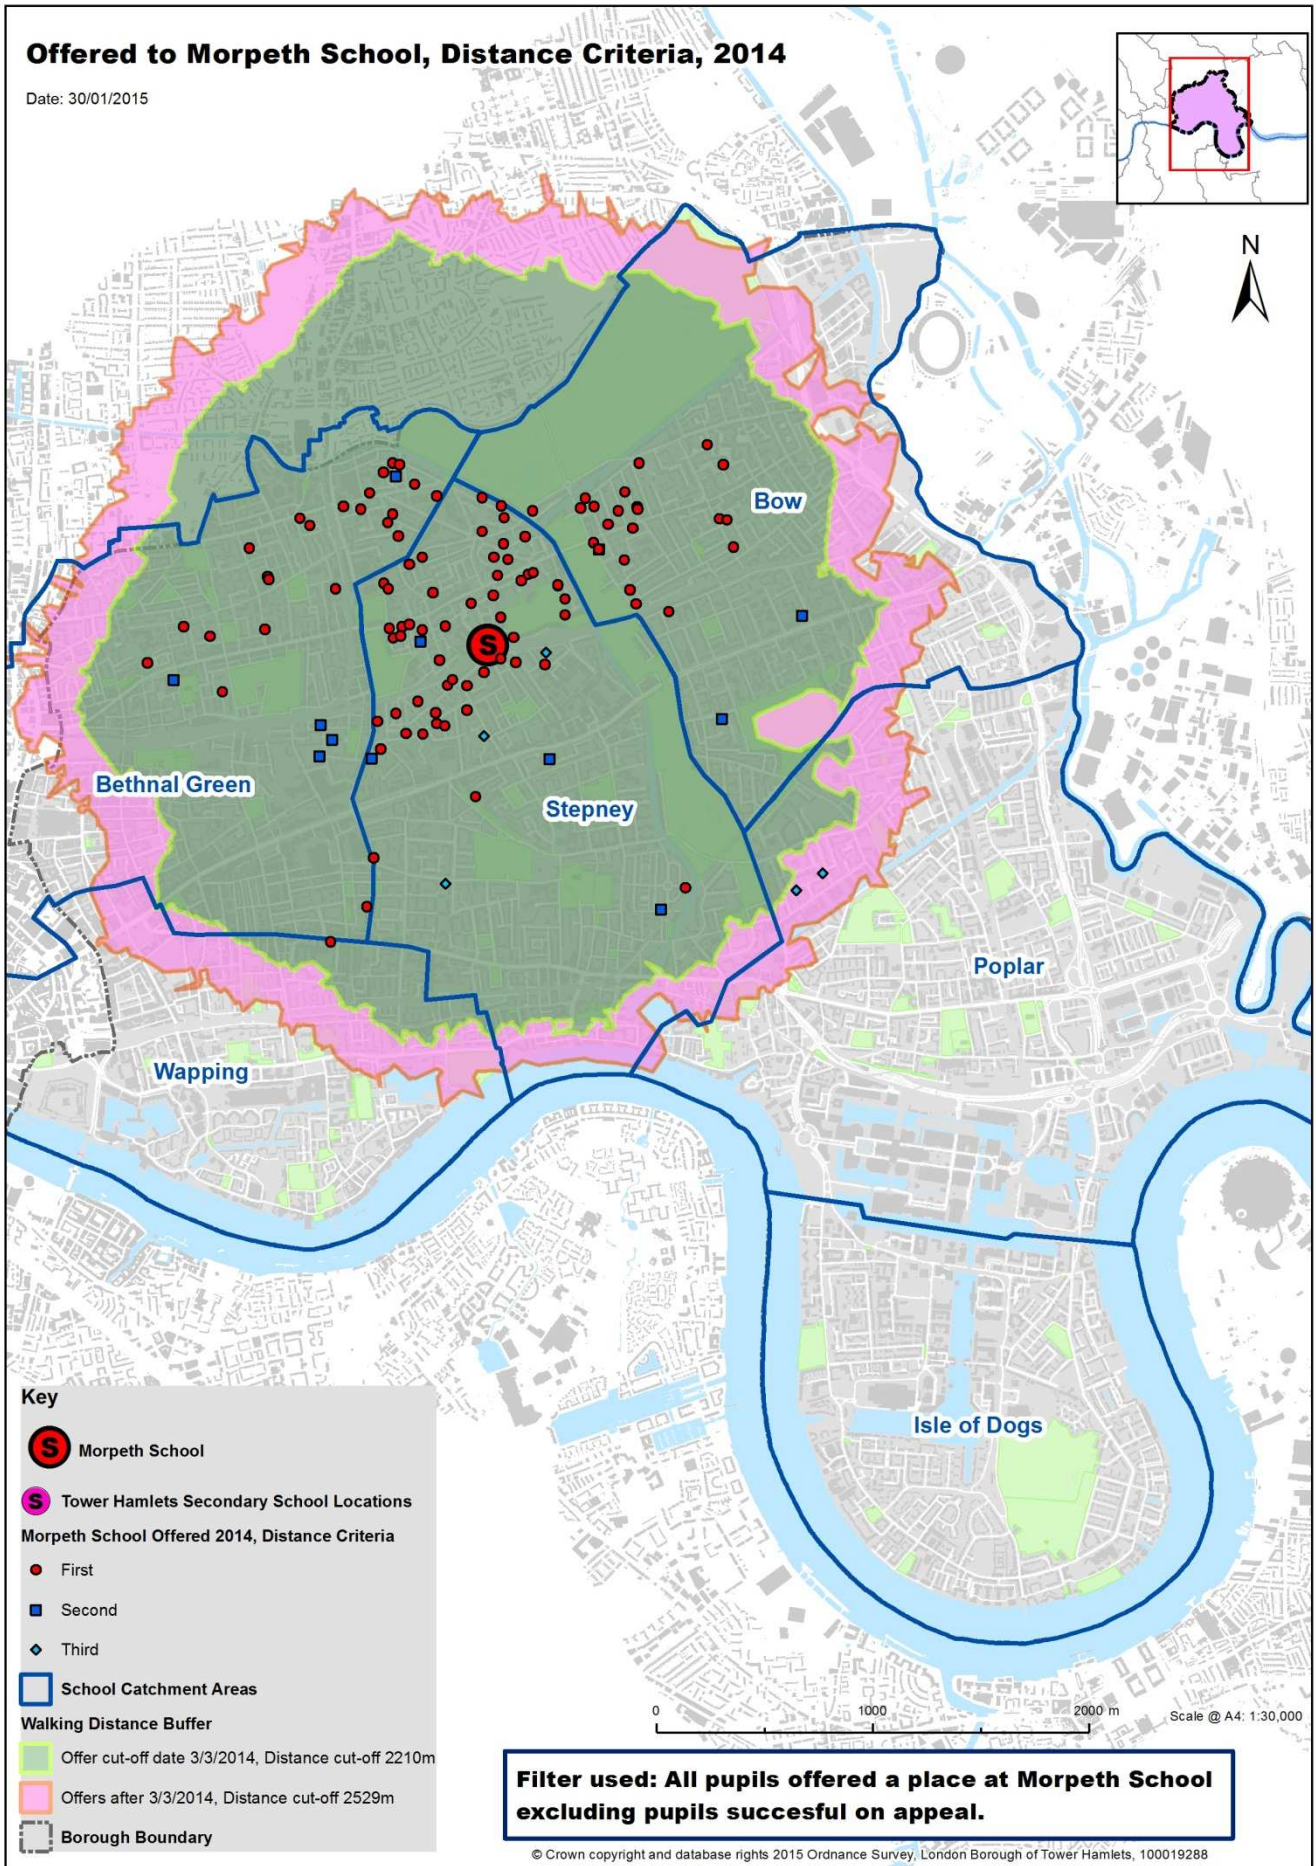 Offered to Morpeth School, Distance Criteria, 2014
Date: 30/01/2015
N
Bow
S
Bethnal Green
Stepney
Poplar
Wapping
Isle of Dogs
Key
S Morpeth School
S Tower Hamlets Secondary School Locations
Morpeth School Offered 2014, Distance Criteria
First
Second
Third
School Catchment Areas
Walking Distance Buffer
Offer cut-off date 3/3/2014, Distance cut-off 2210m
Offers after 3/3/2014, Distance cut-off 2529m
Borough Boundary
0 1000 2000 m
Scale @ A4: 1:30,000
Filter used: All pupils offered a place at Morpeth School
excluding pupils succesful on appeal.
© Crown copyright and database rights 2015 Ordnance Survey, London Borough of Tower Hamlets, 100019288